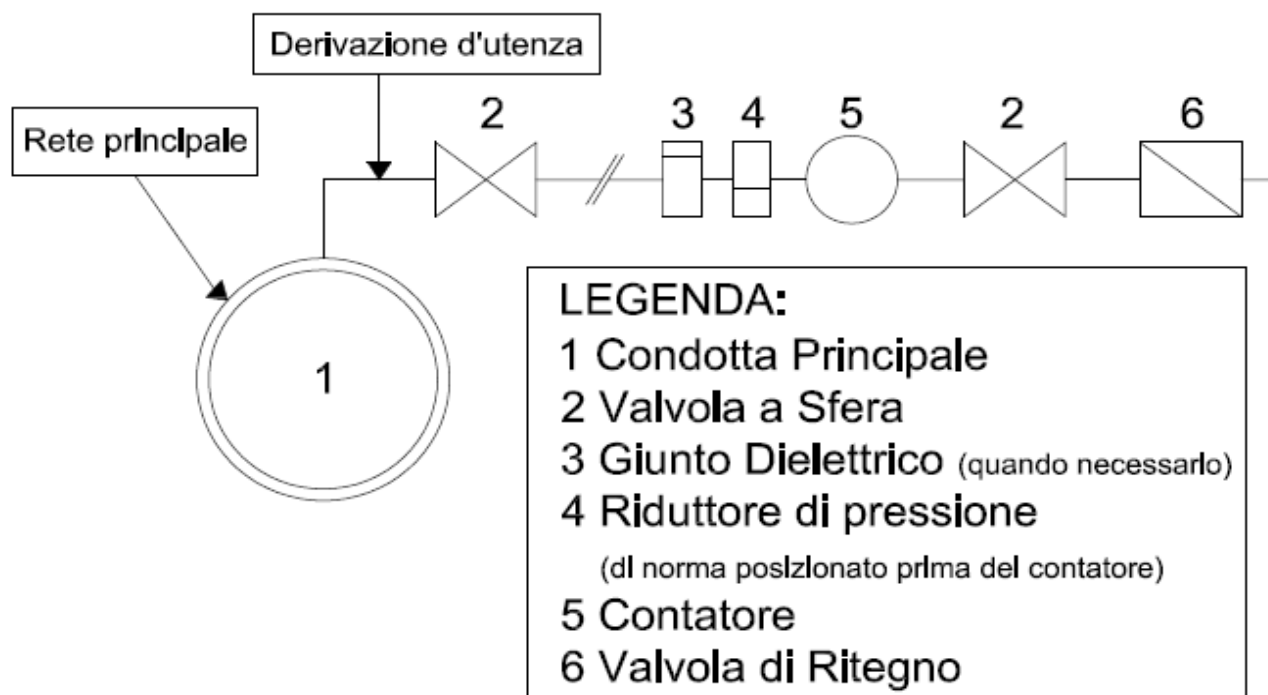 Derivazione d'utenza
Rete principale
2
3
4
5
2
6
1
LEGENDA:
1 Condotta Principale
2 Valvola a Sfera
3 Giunto Dielettrico (quando necessario)
4 Riduttore di pressione
(di norma posizionato prima del contatore)
5 Contatore
6 Valvola di Ritegno